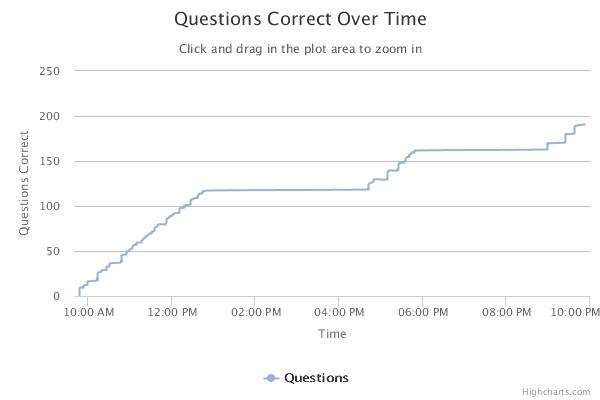 Questions Correct Over Time
Click and drag in the plot area to zoom in
250
200
150
100
50
0
Questions Correct
10:00 AM 12:00 PM 02:00 PM 04:00 PM 06:00 PM 08:00 PM 10:00 PM
Time
Questions
Highcharts.com